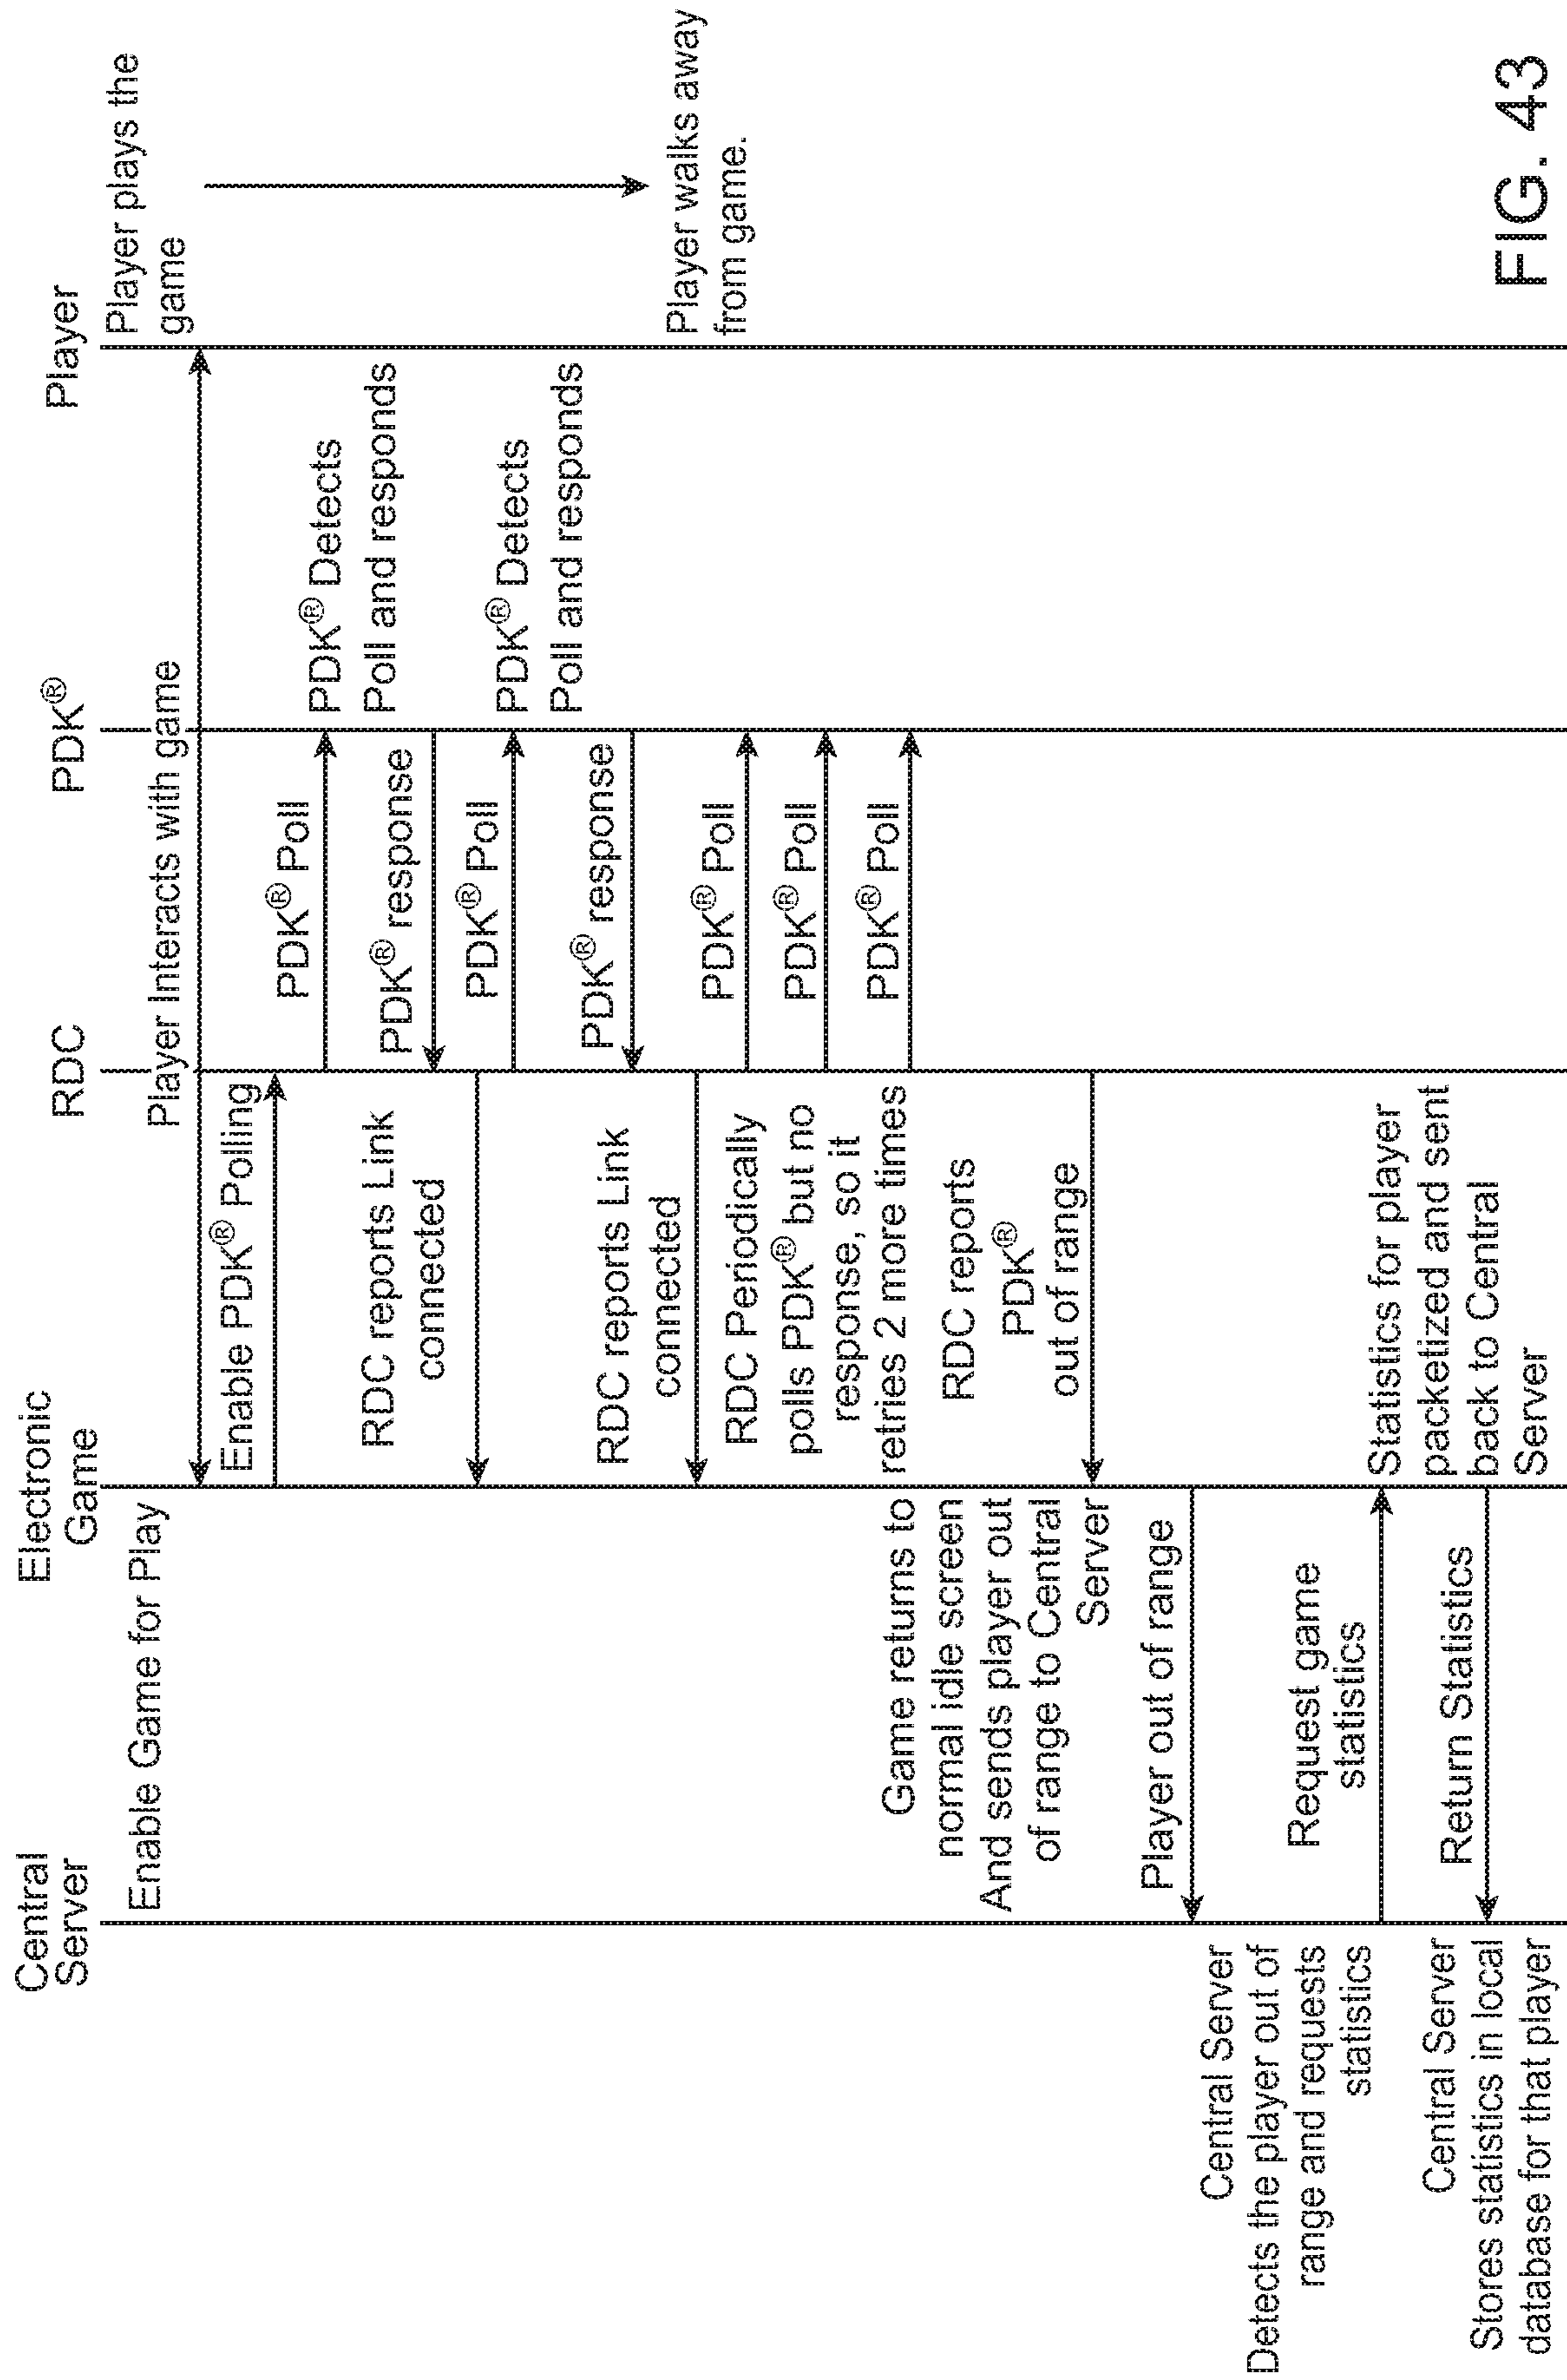 Central
Server
Electronic
Game
RDC
PDK®
Player
Enable Game for Play
Player Interacts with game
Player plays the
game
Enable PDK® Polling
PDK® Poll
PDK® Detects
Poll and responds
PDK® response
RDC reports Link
connected
PDK® Poll
PDK® Detects
Poll and responds
PDK® response
RDC reports Link
connected
Player walks away
from game.
RDC Periodically
polls PDK® but no
response, so it
retries 2 more times
PDK® Poll
PDK® Poll
PDK® Poll
RDC reports
PDK®
out of range
Game returns to
normal idle screen
And sends player out
of range to Central
Server
Player out of range
Central Server
Detects the player out of
range and requests
statistics
Request game
statistics
Statistics for player
packetized and sent
back to Central
Server
Return Statistics
Central Server
Stores statistics in local
database for that player
FIG. 43